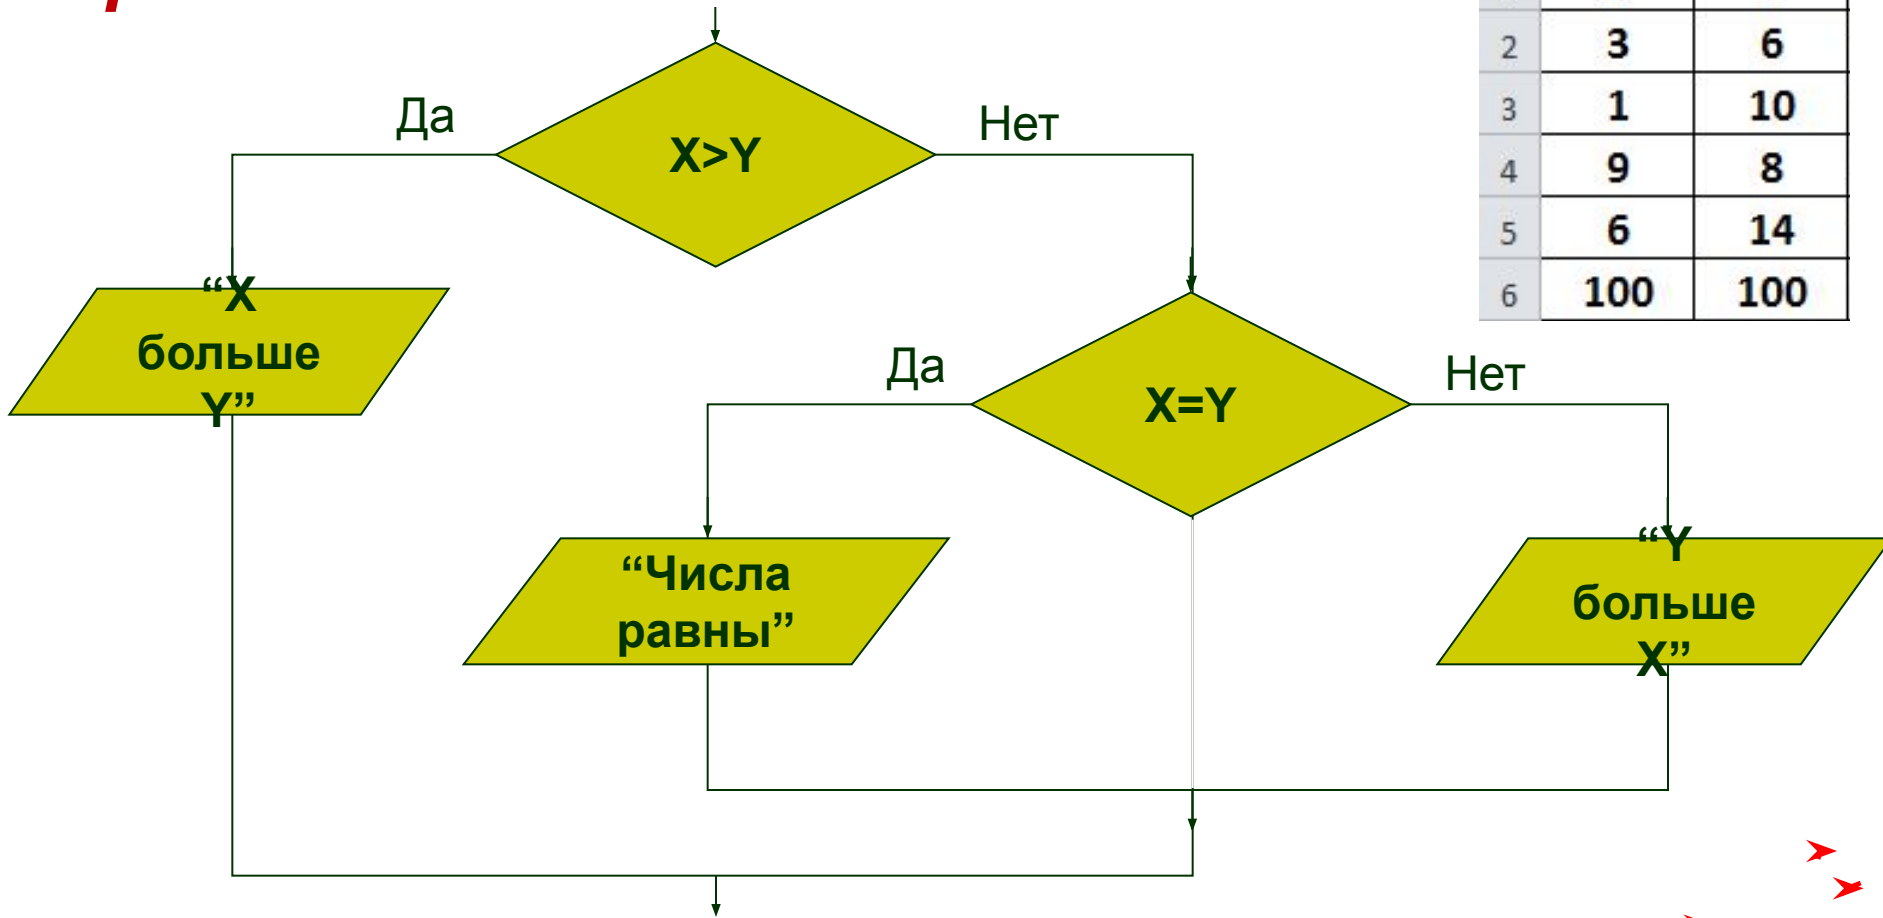 Да
X>Y
Нет
2 3 6
3 1 10
4 9 8
5 6 14
6 100 100
“X
больше
Y”
Да
X=Y
Нет
“Числа
равны”
“Y
больше
X”